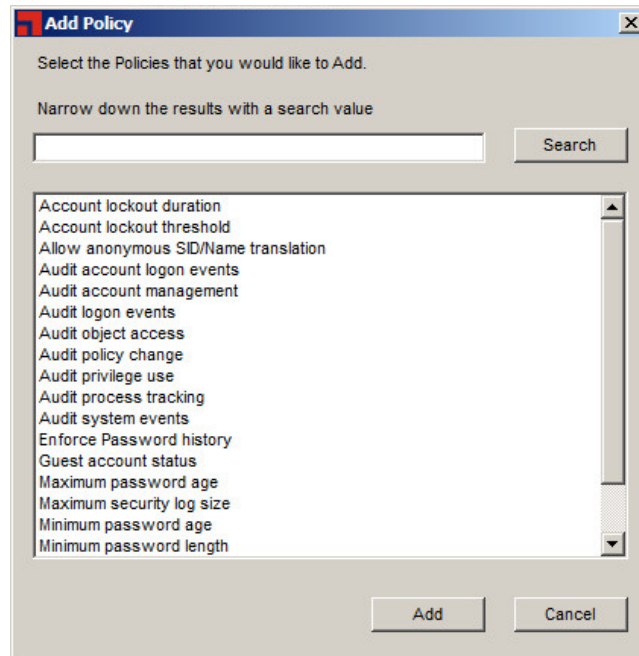 Add Policy
Select the Policies that you would like to Add.
Narrow down the results with a search value
Search
Account lockout duration
Account lockout threshold
Allow anonymous SID/Name translation
Audit account logon events
Audit account management
Audit logon events
Audit object access
Audit policy change
Audit privilege use
Audit process tracking
Audit system events
Enforce Password history
Guest account status
Maximum password age
Maximum security log size
Minimum password age
Minimum password length
Add Cancel